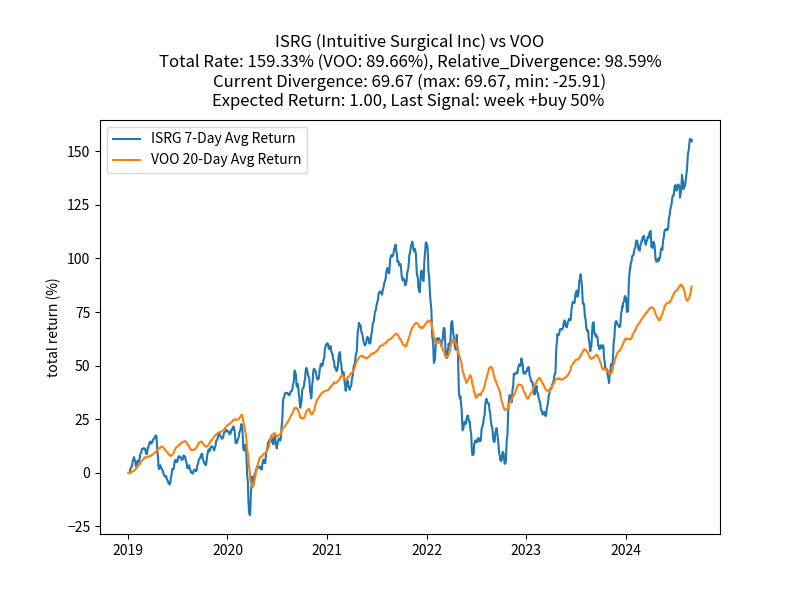 ISRG (Intuitive Surgical Inc) vs VOO
Total Rate: 159.33% (VOO: 89.66%), Relative_Divergence: 98.59%
Current Divergence: 69.67 (max: 69.67, min: -25.91)
Expected Return: 1.00, Last Signal: week +buy 50%
ISRG 7-Day Avg Return
VOO 20-Day Avg Return
total return (%)
150
125
100
75
50
25
0
−25
2019
2020
2021
2022
2023
2024